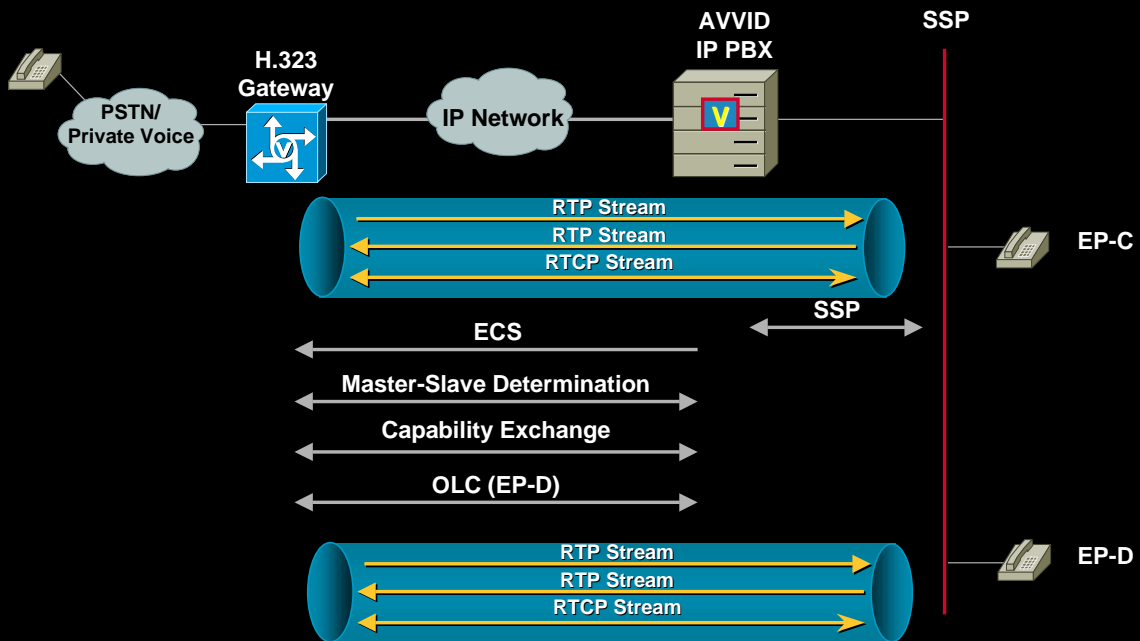 AVVID
IP PBX
SSP
H.323
Gateway
PSTN/
Private Voice
V
IP Network
V
RTP Stream
RTP Stream
RTCP Stream
EP-C
SSP
ECS
Master-Slave Determination
Capability Exchange
OLC (EP-D)
RTP Stream
RTP Stream
RTCP Stream
EP-D